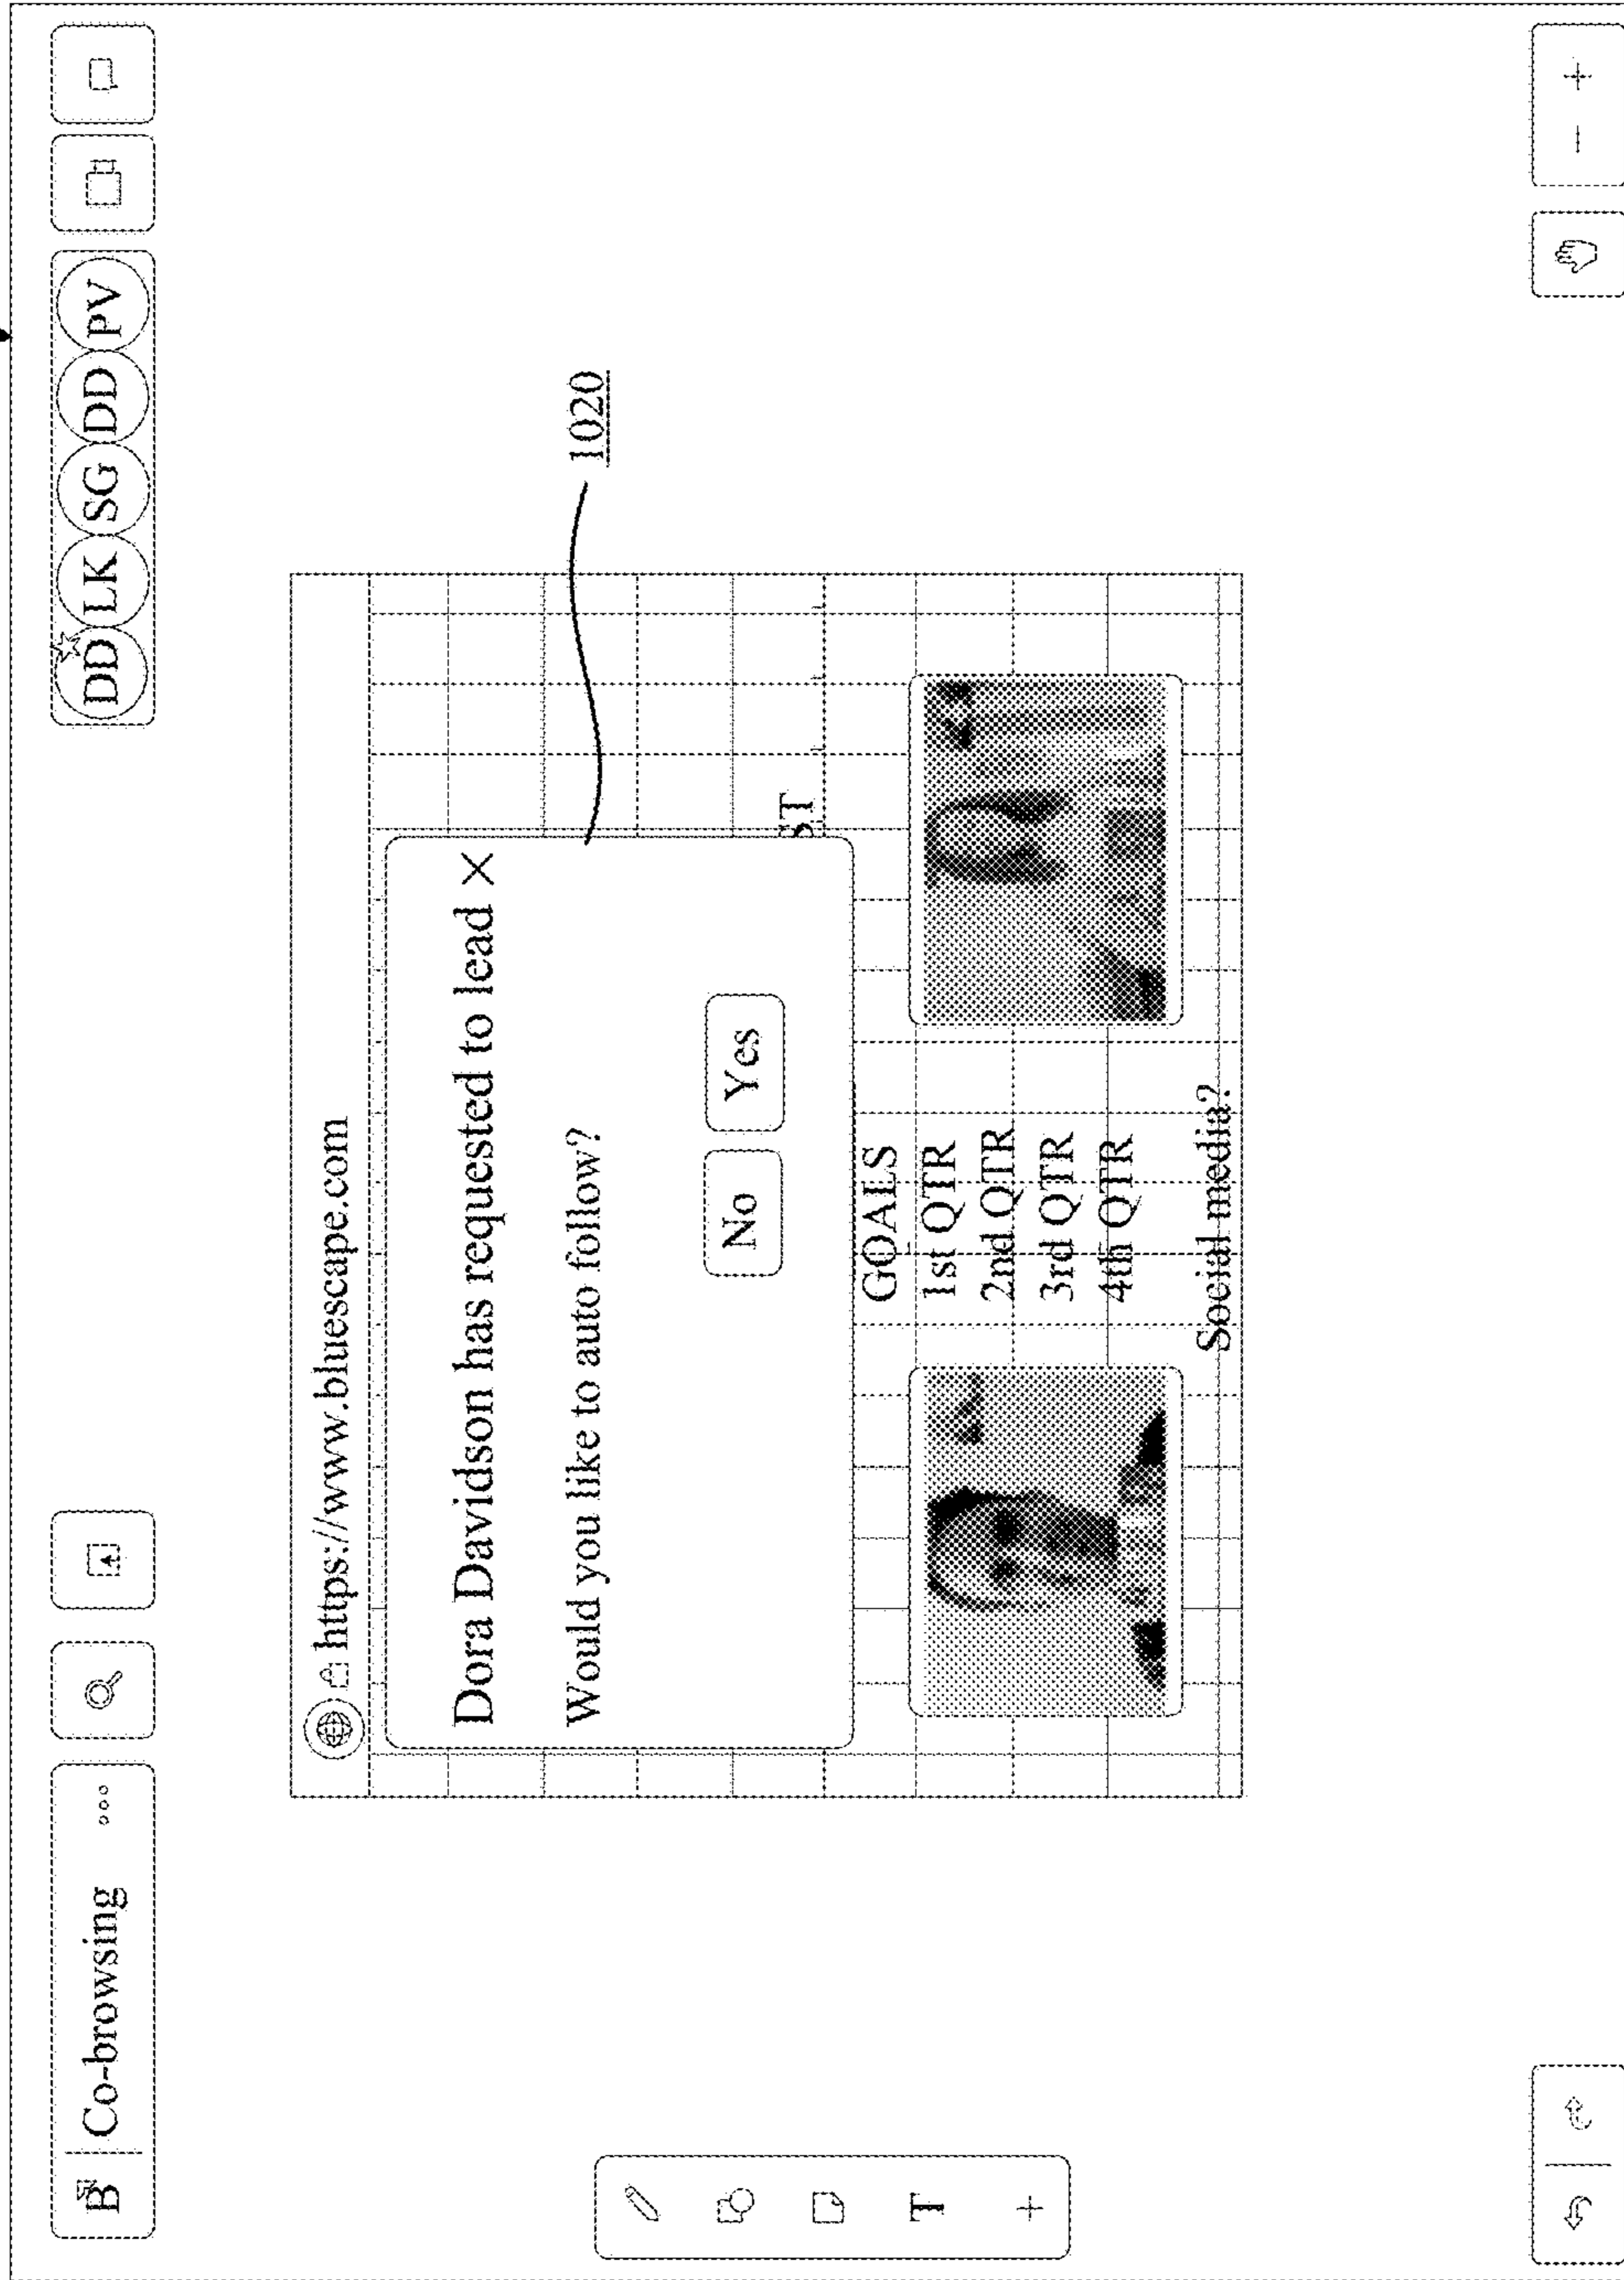 B
Co-browsing
DD LK SG DD PV
https://www.bluescape.com
Dora Davidson has requested to lead ×
Would you like to auto follow?
No Yes
1020
ST
GOALS
1st QTR
2nd QTR
3rd QTR
4th QTR
Social media?
T